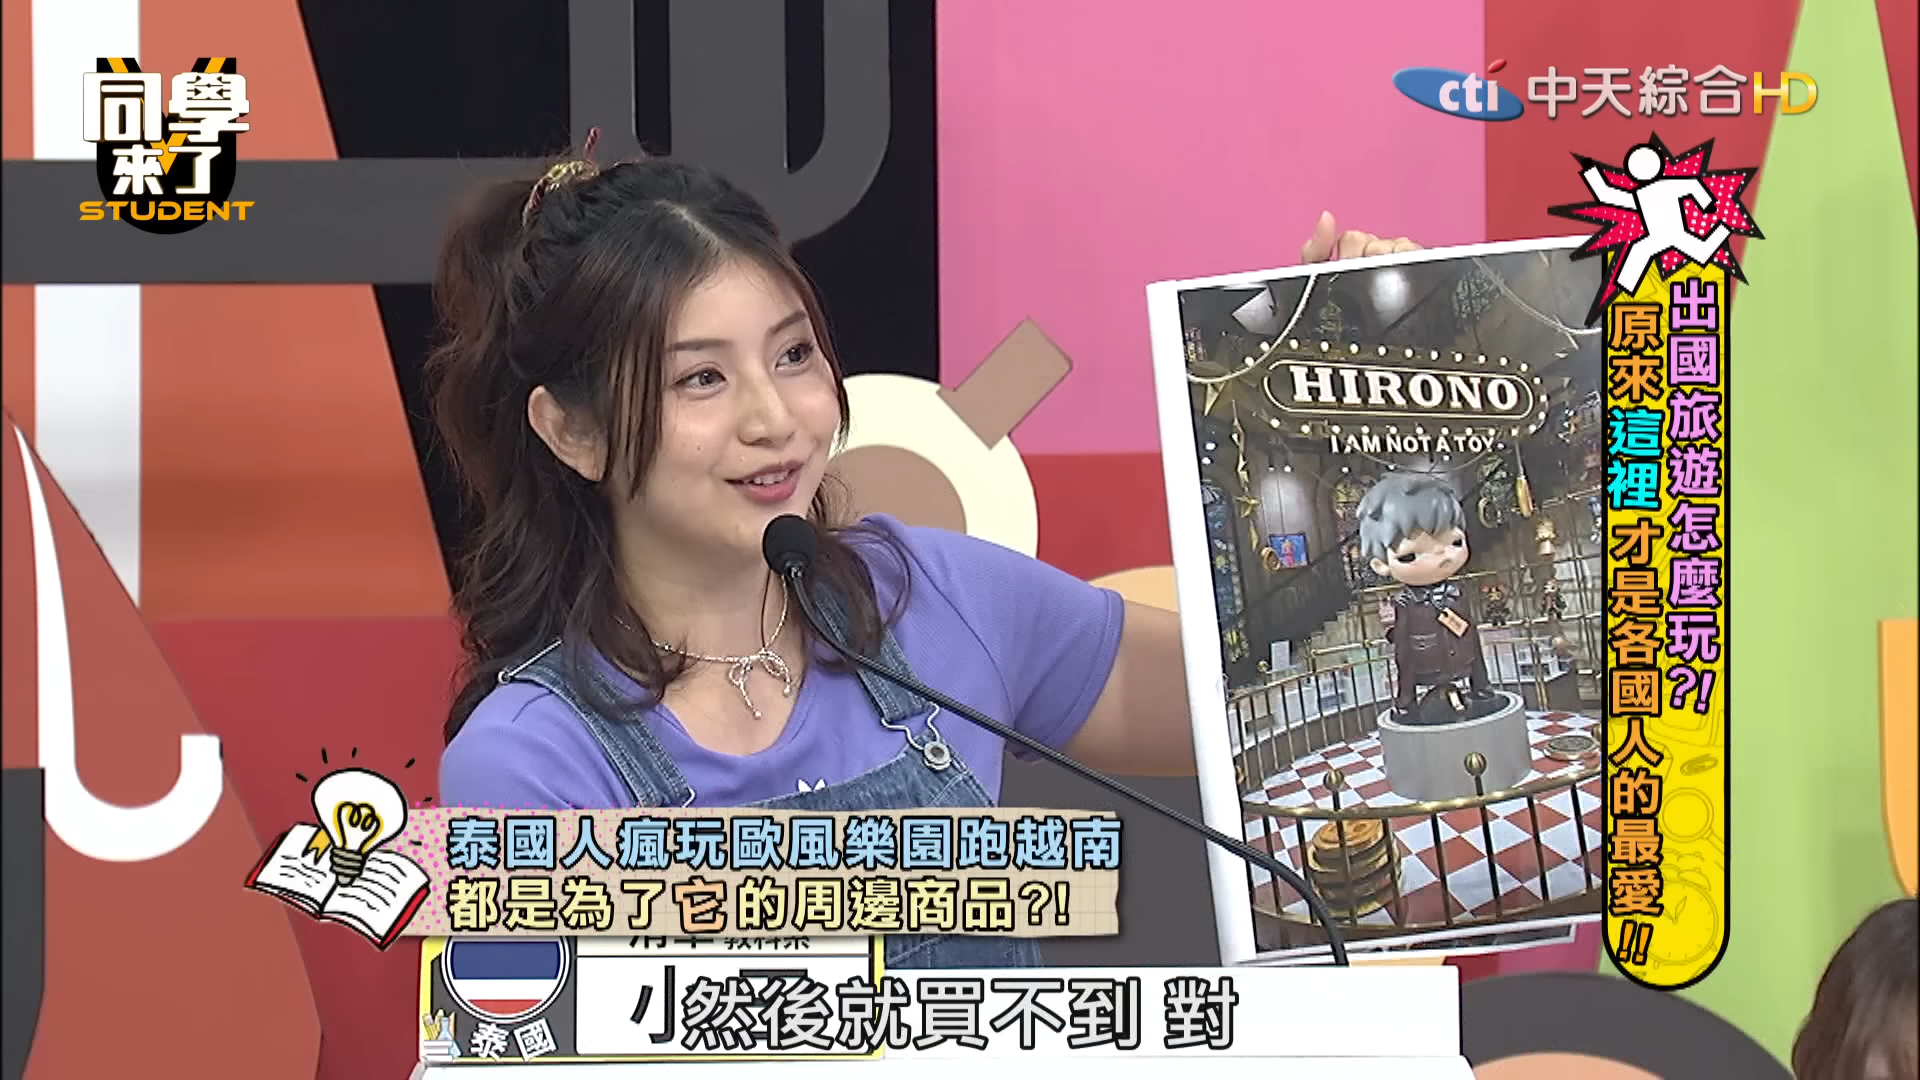 同學
來了
STUDENT
cti 中天綜合HD
出國旅遊怎麼玩?!
原來這裡 才是各國人的最愛!!
HIRONO
I AM NOT A TOY
泰國人瘋玩歐風樂園跑越南
都是為了它的周邊商品?!
泰國
然後就買不到 對